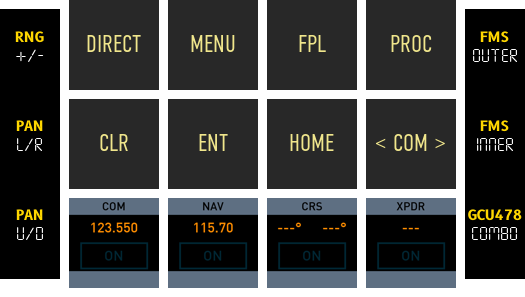 RNG
+/-
DIRECT
MENU
FPL
PROC
FMS
OUTER
PAN
L/R
CLR
ENT
HOME
< COM >
FMS
INNER
PAN
U/D
COM
123.550
ON
NAV
115.70
ON
CRS
---° ---°
ON
XPDR
---
ON
GCU478
COMBO